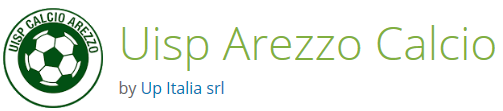 UISP CALCIO AREZZO
Uisp Arezzo Calcio
by Up Italia srl